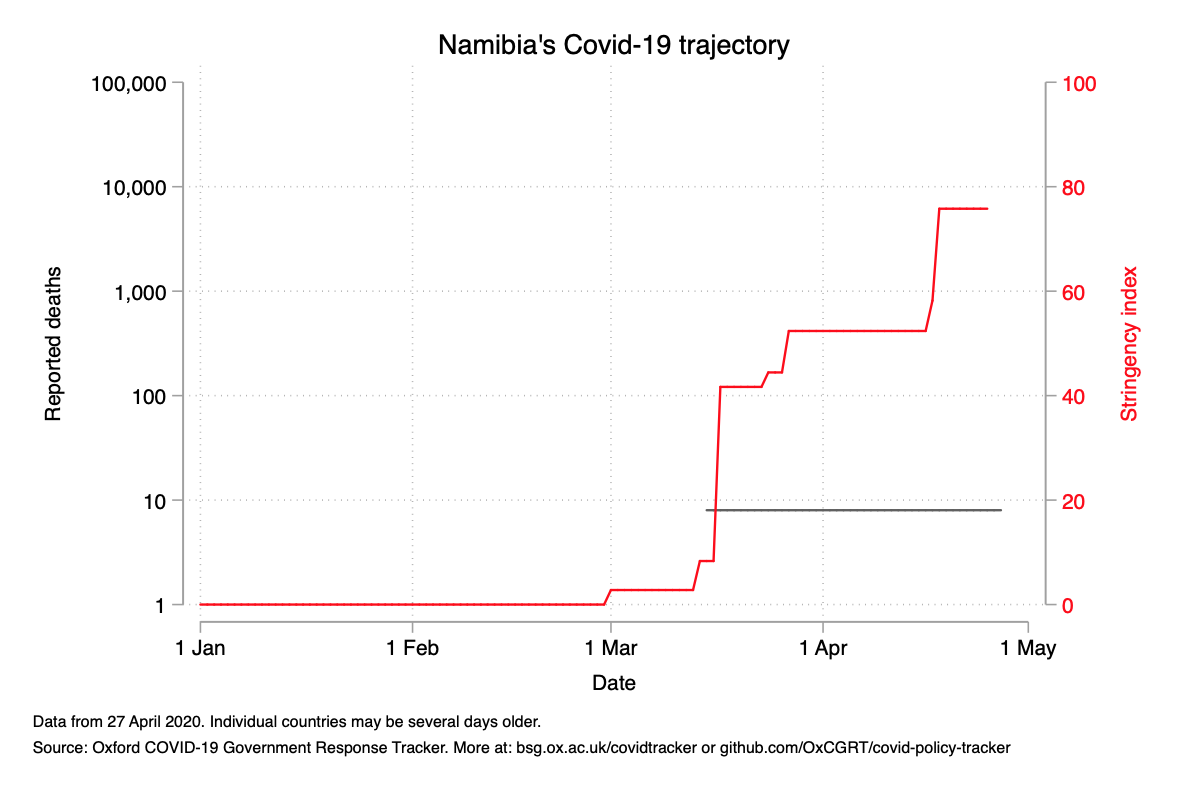 Namibia's Covid-19 trajectory
100,000
10,000
1,000
100
10
1
Reported deaths
100
80
60
40
20
0
Stringency index
1 Jan
1 Feb
1 Mar
1 Apr
1 May
Date
Data from 27 April 2020. Individual countries may be several days older.
Source: Oxford COVID-19 Government Response Tracker. More at: bsg.ox.ac.uk/covidtracker or github.com/OxCGRT/covid-policy-tracker